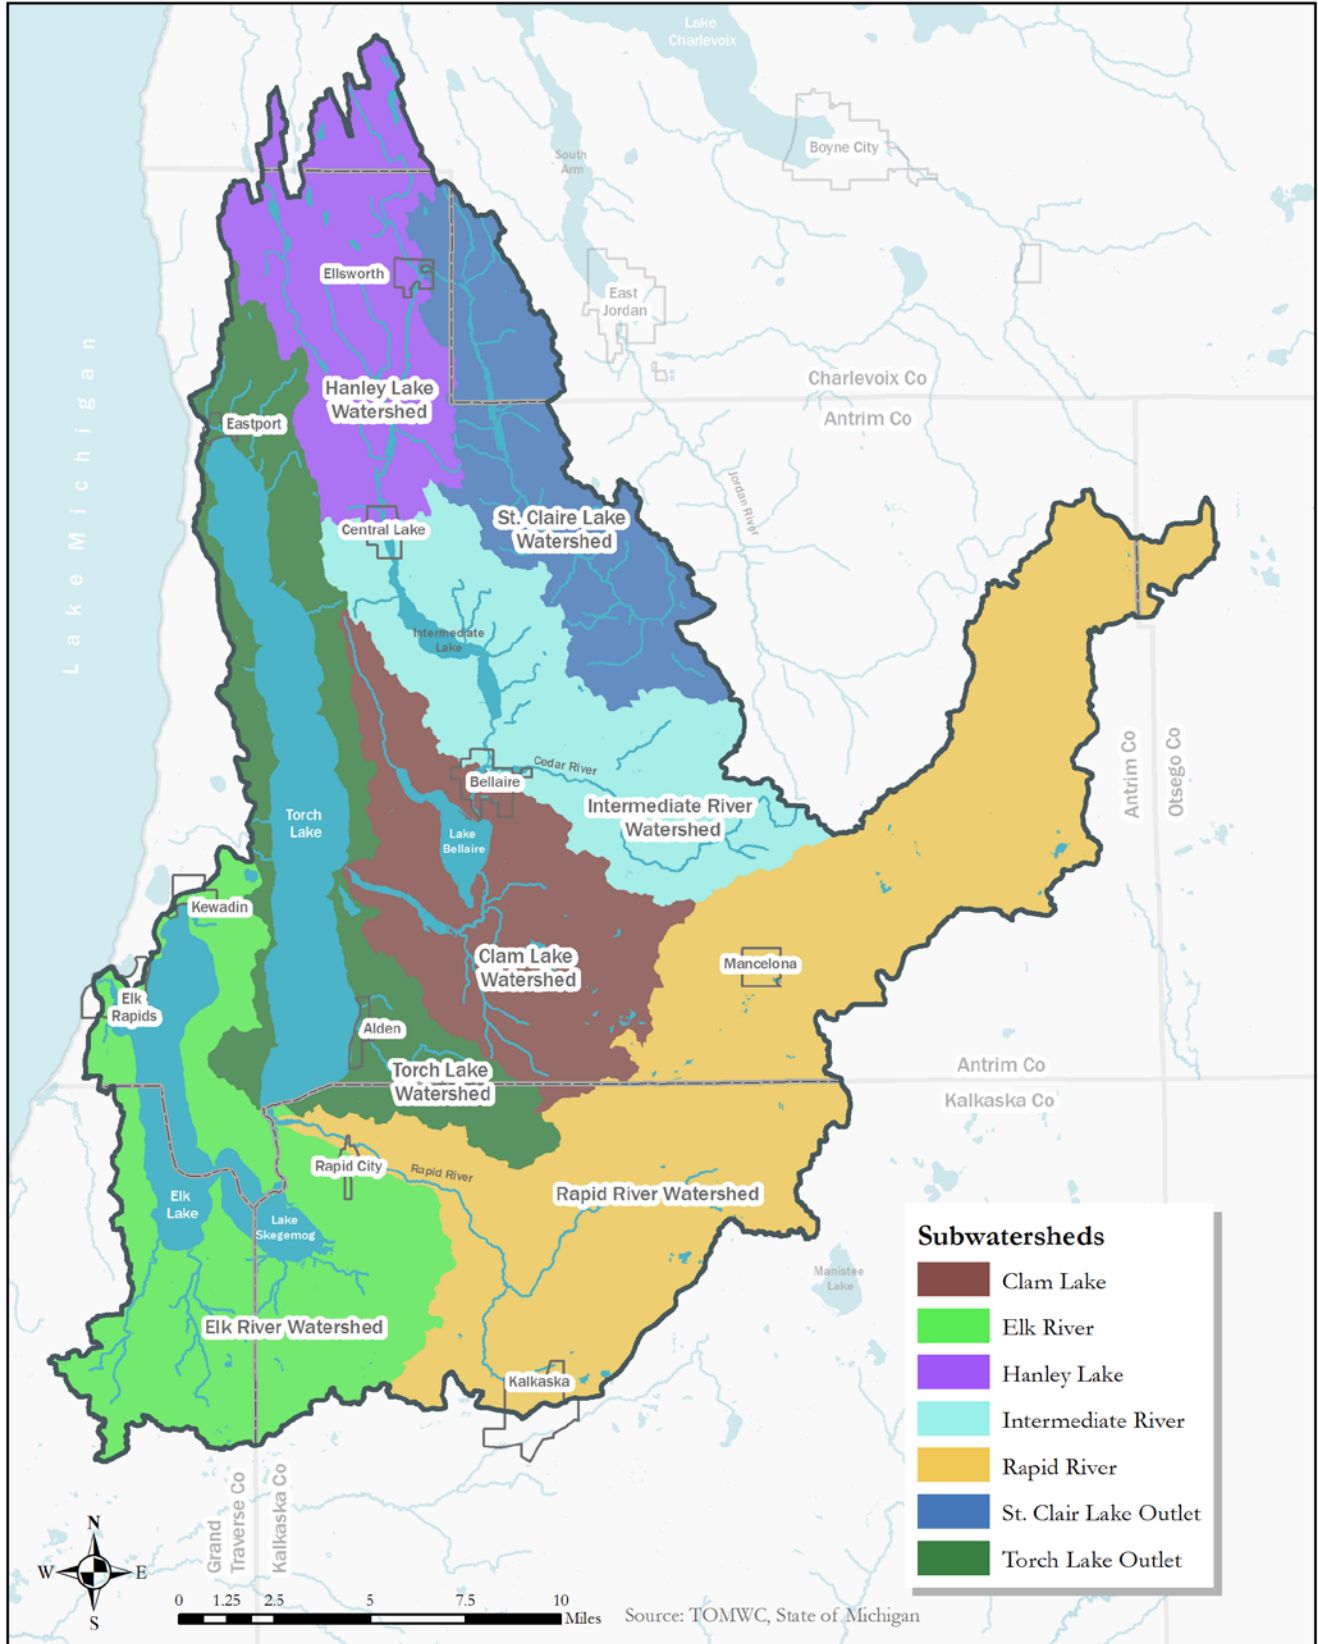 Lake
Charlevoix
Boyne City
South
Arm
Ellsworth
East
Jordan
Lake Michigan
Hanley Lake
Watershed
Charlevoix Co
Antrim Co
Eastport
Jordan River
Central Lake
St. Claire Lake
Watershed
Intermediate
Lake
Cedar River
Bellaire
Antrim Co
Otsego Co
Intermediate River
Watershed
Torch
Lake
Lake
Bellaire
Kewadin
Clam Lake
Watershed
Mancelona
Elk
Rapids
Alden
Torch Lake
Watershed
Antrim Co
Kalkaska Co
Rapid City
Rapid River
Rapid River Watershed
Elk
Lake
Lake
Skegemog
Manistee
Lake
Elk River Watershed
Kalkaska
Subwatersheds
Clam Lake
Elk River
Hanley Lake
Intermediate River
Rapid River
St. Clair Lake Outlet
Torch Lake Outlet
Grand
Traverse Co
Kalkaska Co
N
W E
S
0 1.25 2.5 5 7.5 10
Miles
Source: TOMWC, State of Michigan